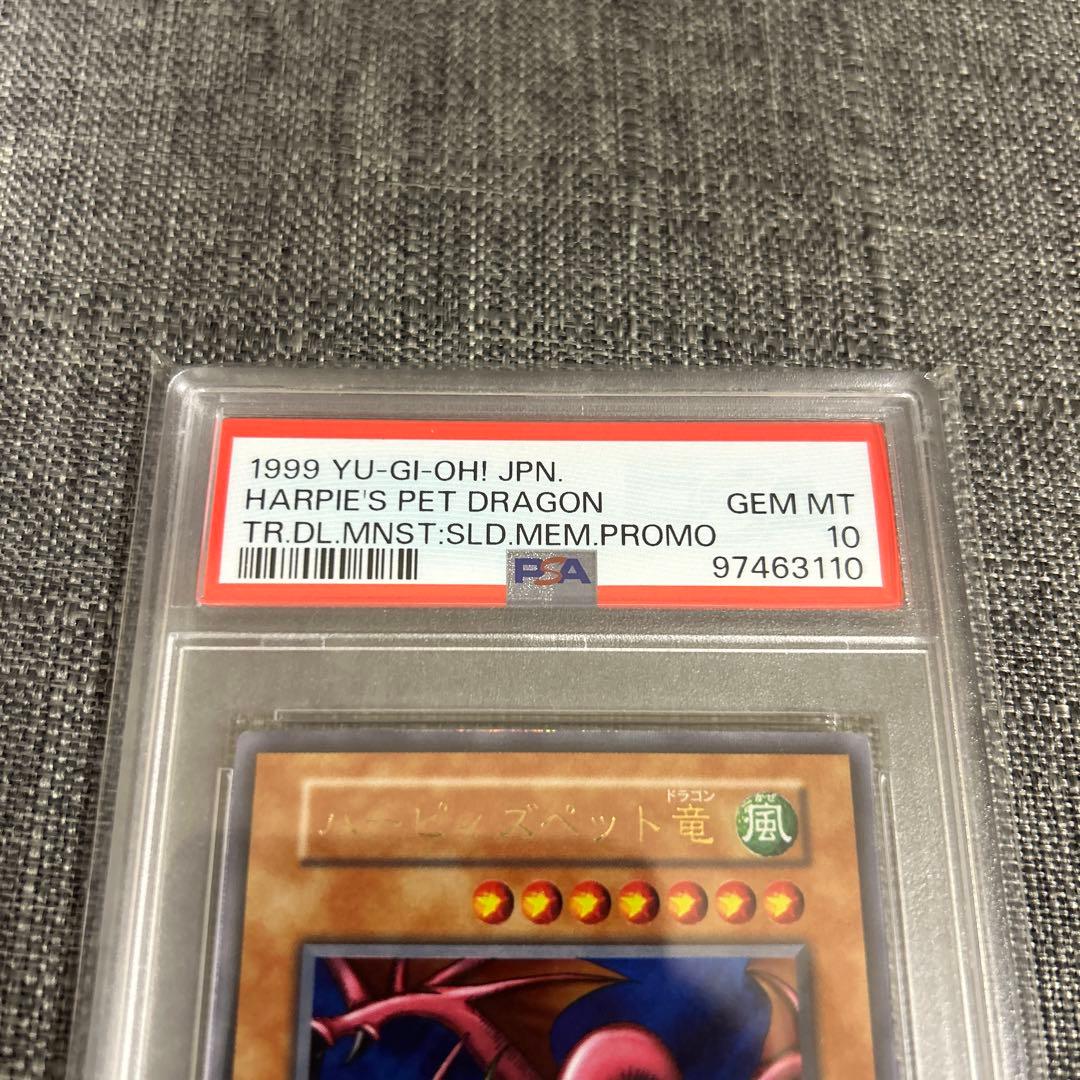 1999 YU-GI-OH! JPN.
HARPIE'S PET DRAGON GEM MT
TR.DL.MNST:SLD.MEM.PROMO 10
PSA 97463110
ドラゴン かぜ
ハーピィズペット竜 風